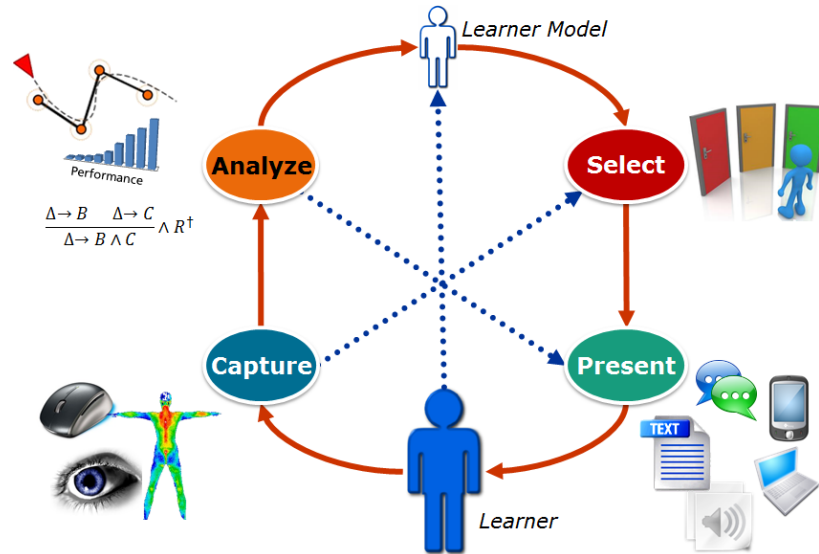 Learner Model
Analyze
Select
Performance
Δ → B Δ → C
Δ → B ∧ C
∧ R†
Capture
Present
TEXT
Learner